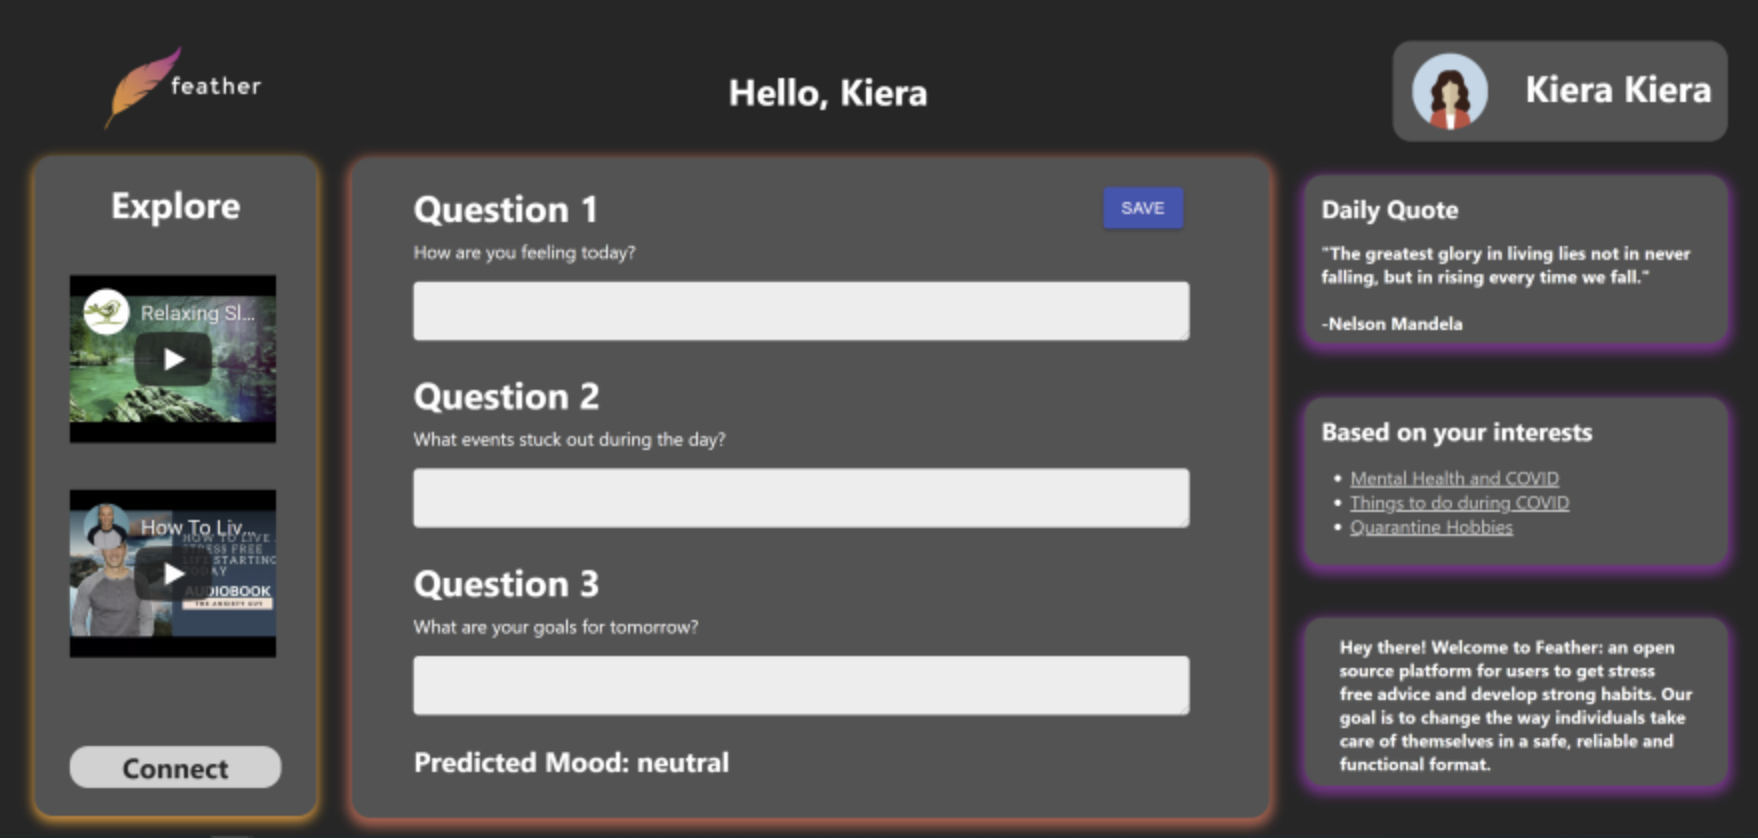 feather
Hello, Kiera
Kiera Kiera
Explore
Relaxing Sl...
How To Liv...
HOW TO LIVE
STRESS FREE
LIFE STARTING
TODAY
AUDIOBOOK
THE ANXIETY GUY
Connect
Question 1
SAVE
How are you feeling today?
Question 2
What events stuck out during the day?
Question 3
What are your goals for tomorrow?
Predicted Mood: neutral
Daily Quote
"The greatest glory in living lies not in never
falling, but in rising every time we fall."
-Nelson Mandela
Based on your interests
Mental Health and COVID
Things to do during COVID
Quarantine Hobbies
Hey there! Welcome to Feather: an open
source platform for users to get stress
free advice and develop strong habits. Our
goal is to change the way individuals take
care of themselves in a safe, reliable and
functional format.